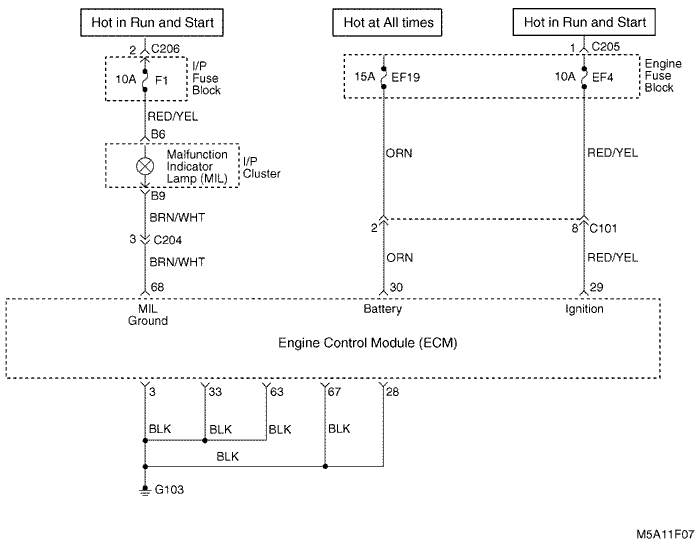 Hot in Run and Start
Hot at All times
Hot in Run and Start
2 C206
1 C205
10A F1
I/P
Fuse
Block
15A EF19
10A EF4
Engine
Fuse
Block
RED/YEL
B6
Malfunction
Indicator
Lamp (MIL)
I/P
Cluster
ORN
RED/YEL
B9
BRN/WHT
2
8 C101
3 C204
BRN/WHT
ORN
RED/YEL
68
30
29
MIL
Ground
Battery
Ignition
Engine Control Module (ECM)
3
33
63
67
28
BLK
BLK
BLK
BLK
BLK
G103
M5A11F07